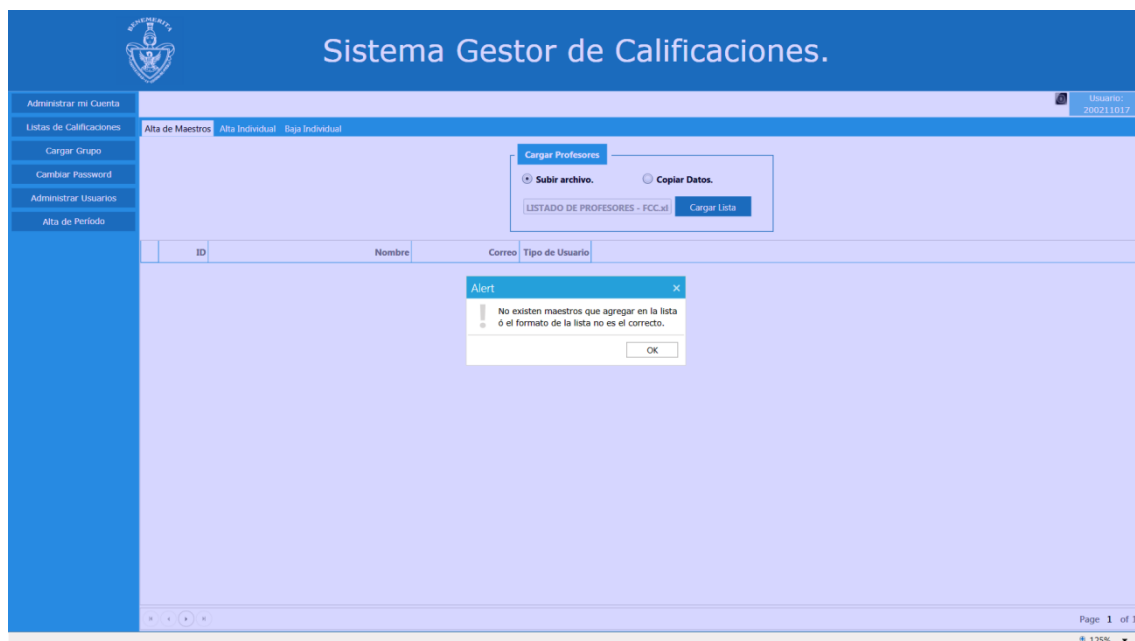 BENEMERITA
Sistema Gestor de Calificaciones.
Administrar mi Cuenta
Usuario:
200211017
Listas de Calificaciones
Alta de Maestros Alta Individual Baja Individual
Cargar Grupo
Cargar Profesores
Cambiar Password
Subir archivo. Copiar Datos.
Administrar Usuarios
LISTADO DE PROFESORES - FCC.xl Cargar Lista
Alta de Período
ID Nombre Correo Tipo de Usuario
Alert
No existen maestros que agregar en la lista
ó el formato de la lista no es el correcto.
OK
Page 1 of 1
125%